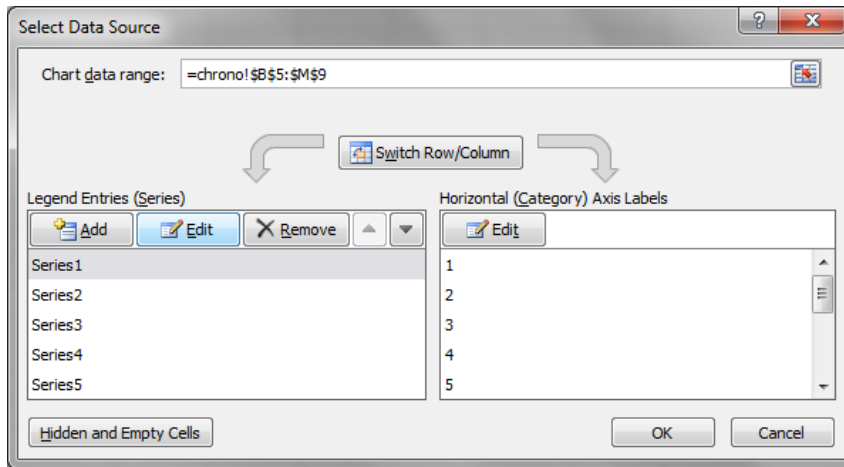 Select Data Source
? X
Chart data range: =chrono!$B$5:$M$9
Switch Row/Column
Legend Entries (Series)
Add Edit Remove
Series1
Series2
Series3
Series4
Series5
Horizontal (Category) Axis Labels
Edit
1
2
3
4
5
Hidden and Empty Cells
OK Cancel